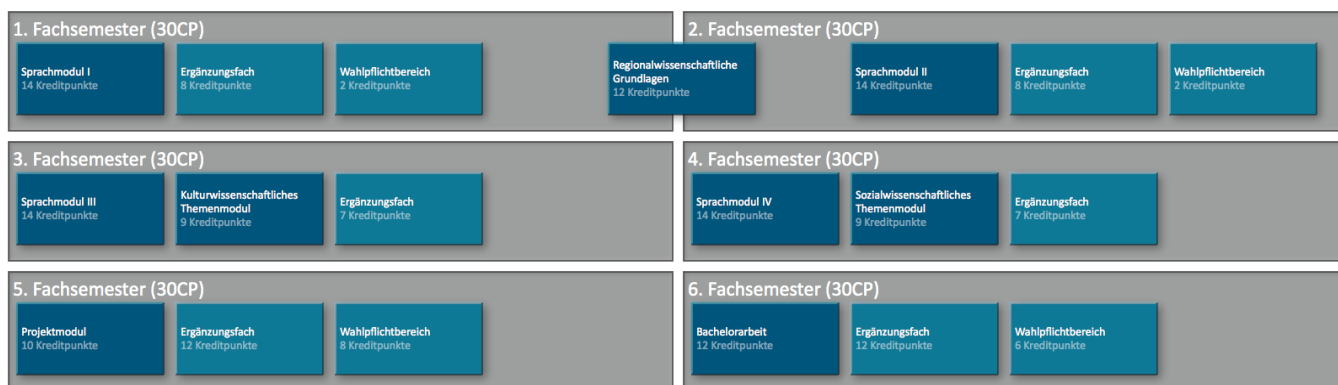 1. Fachsemester (30CP)
Sprachmodul I
14 Kreditpunkte
Ergänzungsfach
8 Kreditpunkte
Wahlpflichtbereich
2 Kreditpunkte
Regionalwissenschaftliche
Grundlagen
12 Kreditpunkte
2. Fachsemester (30CP)
Sprachmodul II
14 Kreditpunkte
Ergänzungsfach
8 Kreditpunkte
Wahlpflichtbereich
2 Kreditpunkte
3. Fachsemester (30CP)
Sprachmodul III
14 Kreditpunkte
Kulturwissenschaftliches
Themenmodul
9 Kreditpunkte
Ergänzungsfach
7 Kreditpunkte
4. Fachsemester (30CP)
Sprachmodul IV
14 Kreditpunkte
Sozialwissenschaftliches
Themenmodul
9 Kreditpunkte
Ergänzungsfach
7 Kreditpunkte
5. Fachsemester (30CP)
Projektmodul
10 Kreditpunkte
Ergänzungsfach
12 Kreditpunkte
Wahlpflichtbereich
8 Kreditpunkte
6. Fachsemester (30CP)
Bachelorarbeit
12 Kreditpunkte
Ergänzungsfach
12 Kreditpunkte
Wahlpflichtbereich
6 Kreditpunkte